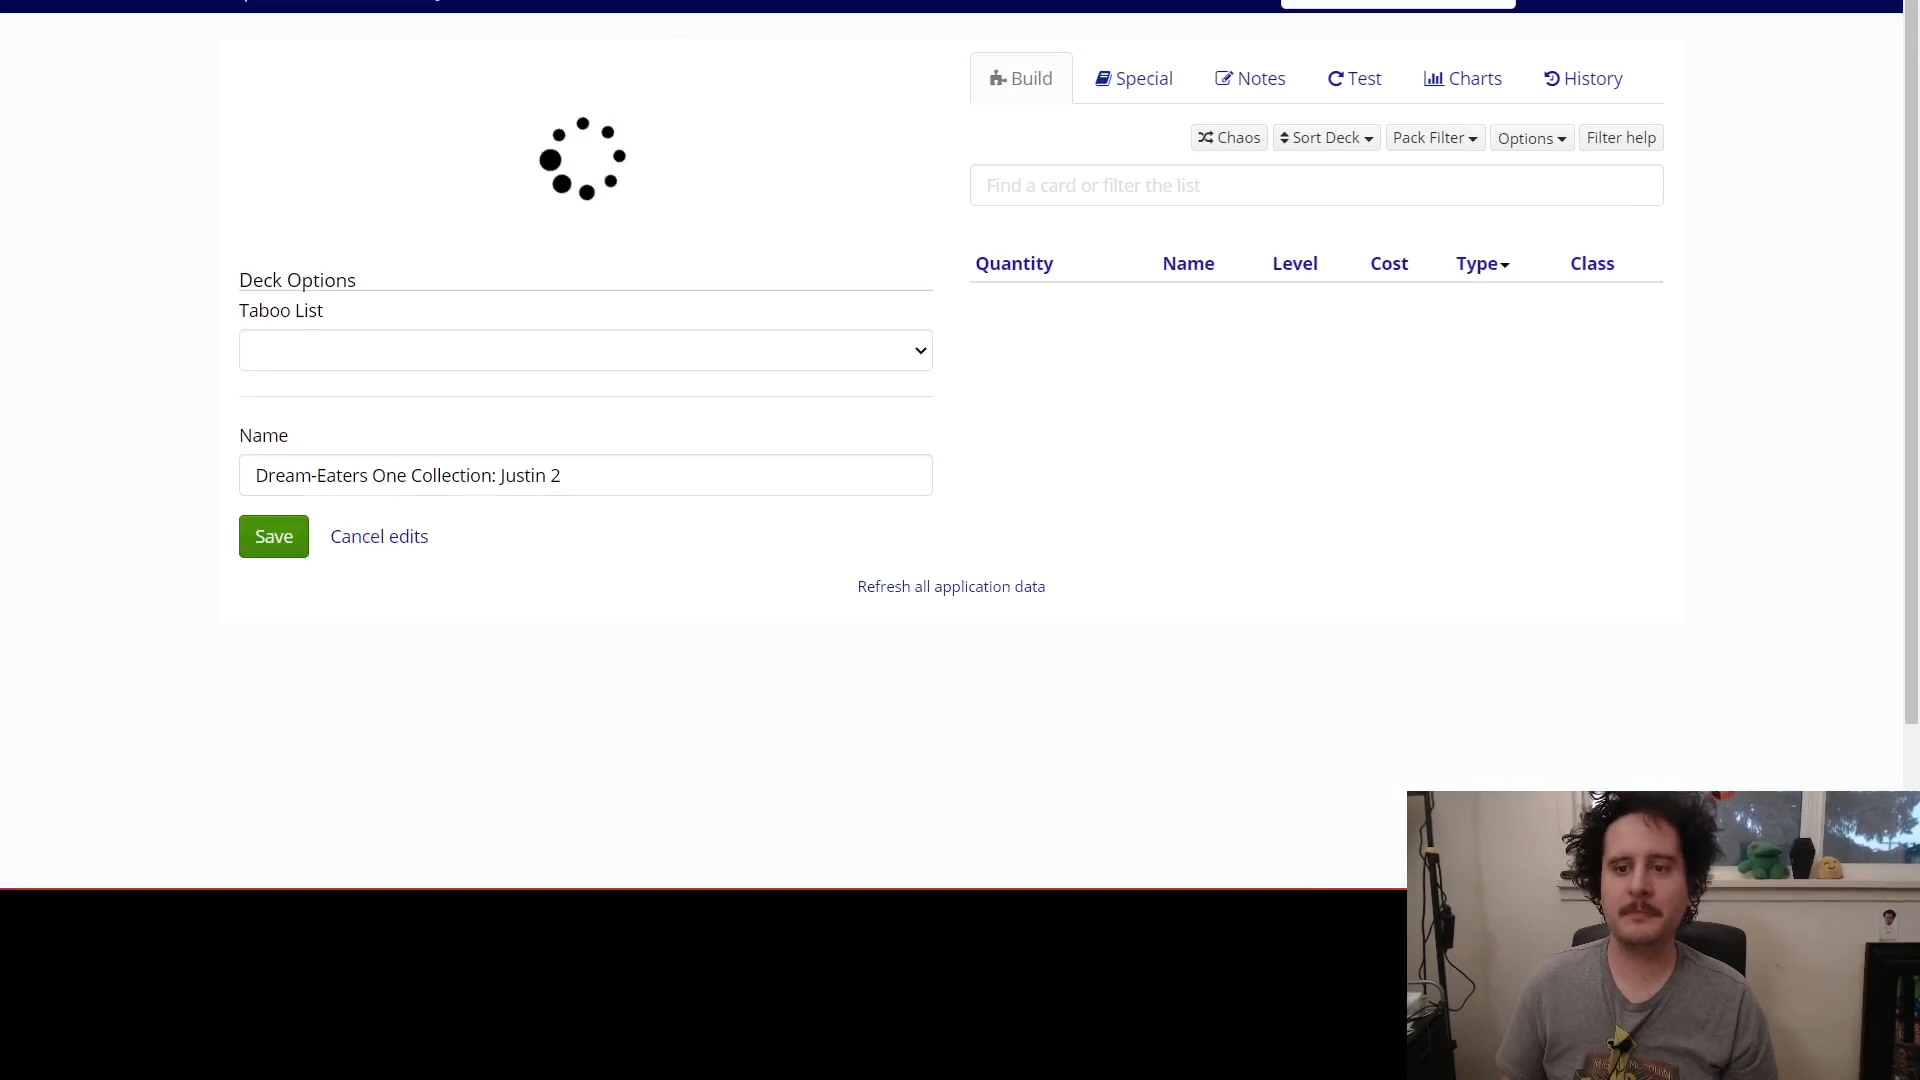 Build
Special
Notes
Test
Charts
History
Chaos
Sort Deck
Pack Filter
Options
Filter help
Find a card or filter the list
Quantity Name Level Cost Type Class
Deck Options
Taboo List
Name
Dream-Eaters One Collection: Justin 2
Save
Cancel edits
Refresh all application data